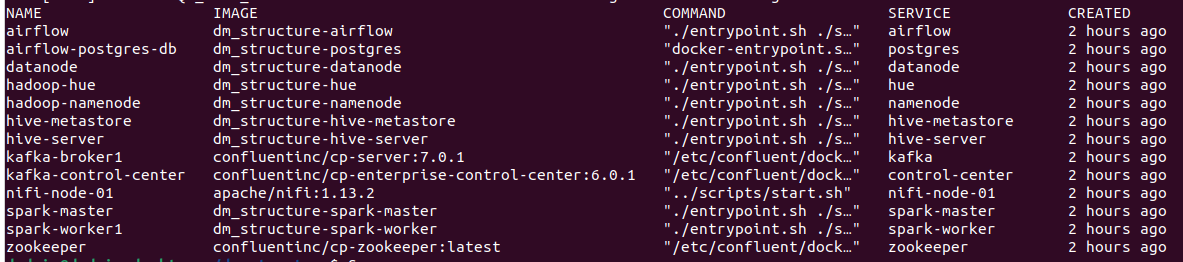 NAME IMAGE COMMAND SERVICE CREATED
airflow dm_structure-airflow "./entrypoint.sh ./s…" airflow 2 hours ago
airflow-postgres-db dm_structure-postgres "docker-entrypoint.s…" postgres 2 hours ago
datanode dm_structure-datanode "./entrypoint.sh ./s…" datanode 2 hours ago
hadoop-hue dm_structure-hue "./entrypoint.sh ./s…" hue 2 hours ago
hadoop-namenode dm_structure-namenode "./entrypoint.sh ./s…" namenode 2 hours ago
hive-metastore dm_structure-hive-metastore "./entrypoint.sh ./s…" hive-metastore 2 hours ago
hive-server dm_structure-hive-server "./entrypoint.sh ./s…" hive-server 2 hours ago
kafka-broker1 confluentinc/cp-server:7.0.1 "/etc/confluent/dock…" kafka 2 hours ago
kafka-control-center confluentinc/cp-enterprise-control-center:6.0.1 "/etc/confluent/dock…" control-center 2 hours ago
nifi-node-01 apache/nifi:1.13.2 "../scripts/start.sh" nifi-node-01 2 hours ago
spark-master dm_structure-spark-master "./entrypoint.sh ./s…" spark-master 2 hours ago
spark-worker1 dm_structure-spark-worker "./entrypoint.sh ./s…" spark-worker 2 hours ago
zookeeper confluentinc/cp-zookeeper:latest "/etc/confluent/dock…" zookeeper 2 hours ago